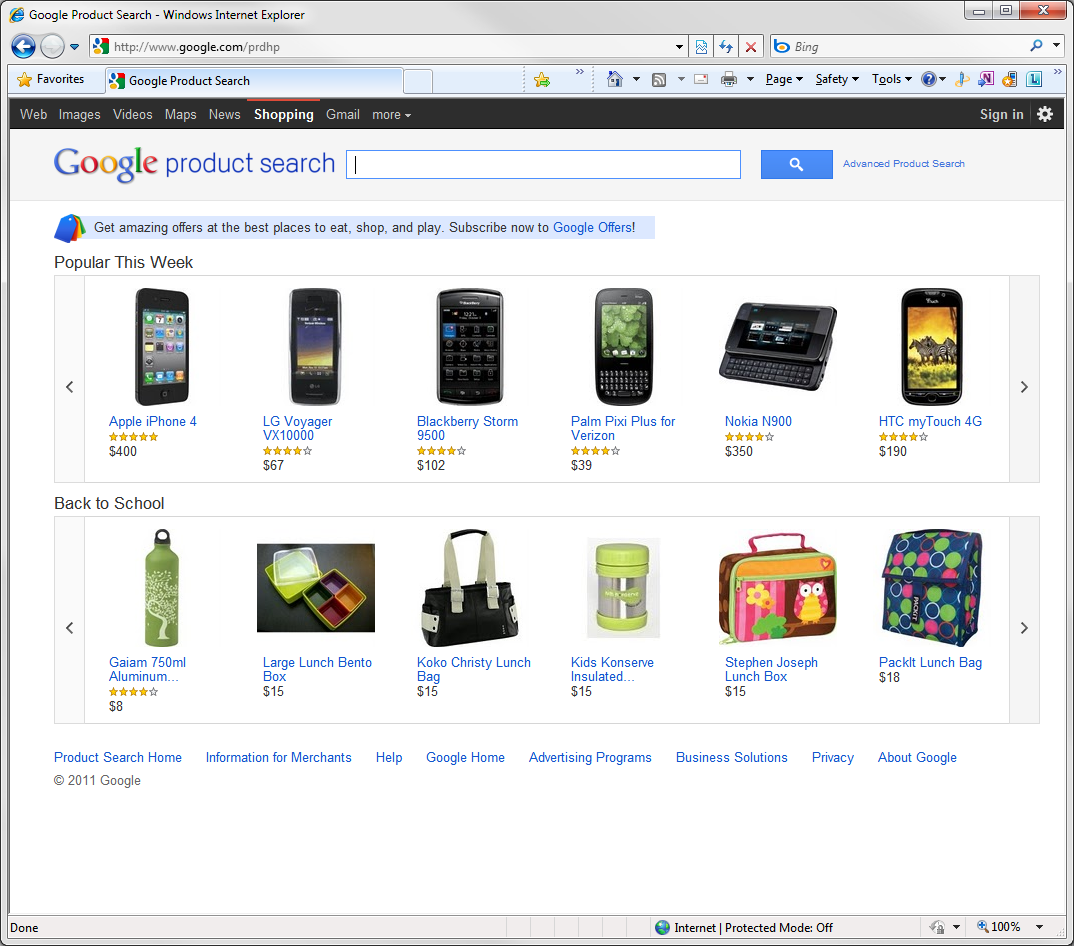 Google Product Search - Windows Internet Explorer
http://www.google.com/prdhp
Bing
Favorites
Google Product Search
Page
Safety
Tools
Web Images Videos Maps News Shopping Gmail more
Sign in
Google product search
Advanced Product Search
Get amazing offers at the best places to eat, shop, and play. Subscribe now to Google Offers!
Popular This Week
Apple iPhone 4
$400
LG Voyager
VX10000
$67
Blackberry Storm
9500
$102
Palm Pixi Plus for
Verizon
$39
Nokia N900
$350
HTC myTouch 4G
$190
Back to School
Gaiam 750ml
Aluminum...
$8
Large Lunch Bento
Box
$15
Koko Christy Lunch
Bag
$15
Kids Konserve
Insulated...
$15
Stephen Joseph
Lunch Box
$15
PACKIT
PackIt Lunch Bag
$18
Product Search Home Information for Merchants Help Google Home Advertising Programs Business Solutions Privacy About Google
© 2011 Google
Done
Internet | Protected Mode: Off
100%